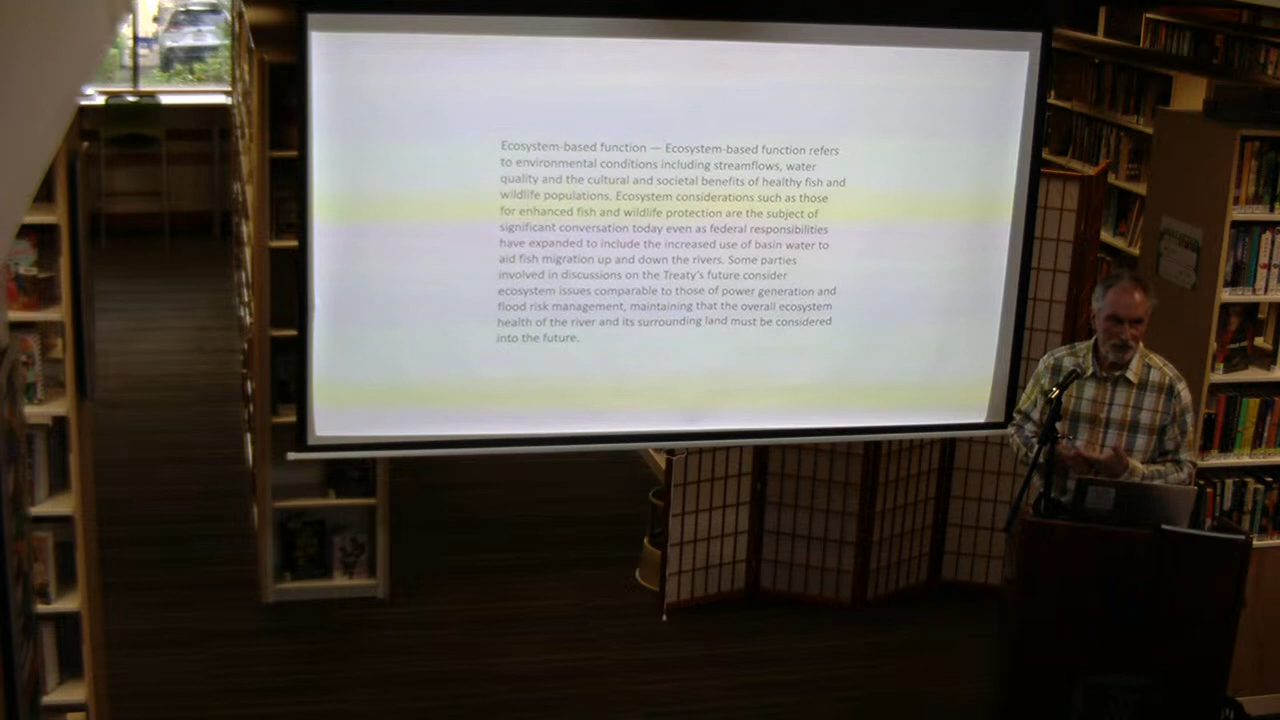 Ecosystem-based function — Ecosystem-based function refers
to environmental conditions including streamflows, water
quality and the cultural and societal benefits of healthy fish and
wildlife populations. Ecosystem considerations such as those
for enhanced fish and wildlife protection are the subject of
significant conversation today even as federal responsibilities
have expanded to include the increased use of basin water to
aid fish migration up and down the rivers. Some parties
involved in discussions on the Treaty's future consider
ecosystem issues comparable to those of power generation and
flood risk management, maintaining that the overall ecosystem
health of the river and its surrounding land must be considered
into the future.